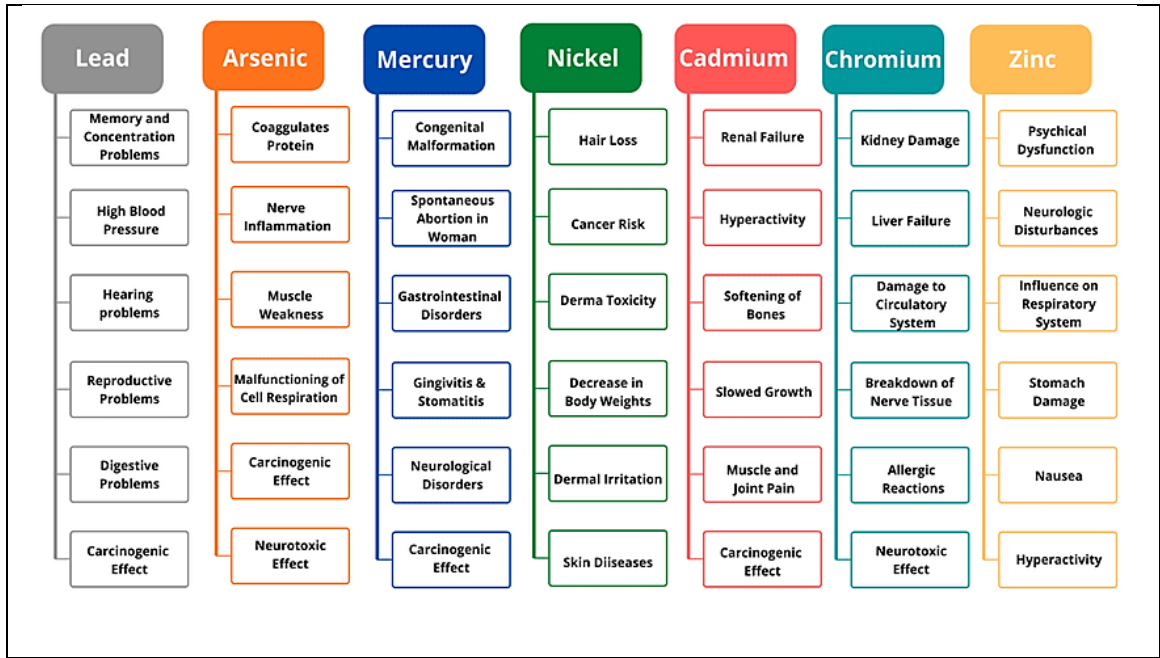 Lead
Memory and
Concentration
Problems
High Blood
Pressure
Hearing
problems
Reproductive
Problems
Digestive
Problems
Carcinogenic
Effect
Arsenic
Coaggulates
Protein
Nerve
Inflammation
Muscle
Weakness
Malfunctioning of
Cell Respiration
Carcinogenic
Effect
Neurotoxic
Effect
Mercury
Congenital
Malformation
Spontaneous
Abortion in
Woman
Gastrointestinal
Disorders
Gingivitis &
Stomatitis
Neurological
Disorders
Carcinogenic
Effect
Nickel
Hair Loss
Cancer Risk
Derma Toxicity
Decrease in
Body Weights
Dermal Irritation
Skin Diiseases
Cadmium
Renal Failure
Hyperactivity
Softening of
Bones
Slowed Growth
Muscle and
Joint Pain
Carcinogenic
Effect
Chromium
Kidney Damage
Liver Failure
Damage to
Circulatory
System
Breakdown of
Nerve Tissue
Allergic
Reactions
Neurotoxic
Effect
Zinc
Psychical
Dysfunction
Neurologic
Disturbances
Influence on
Respiratory
System
Stomach
Damage
Nausea
Hyperactivity